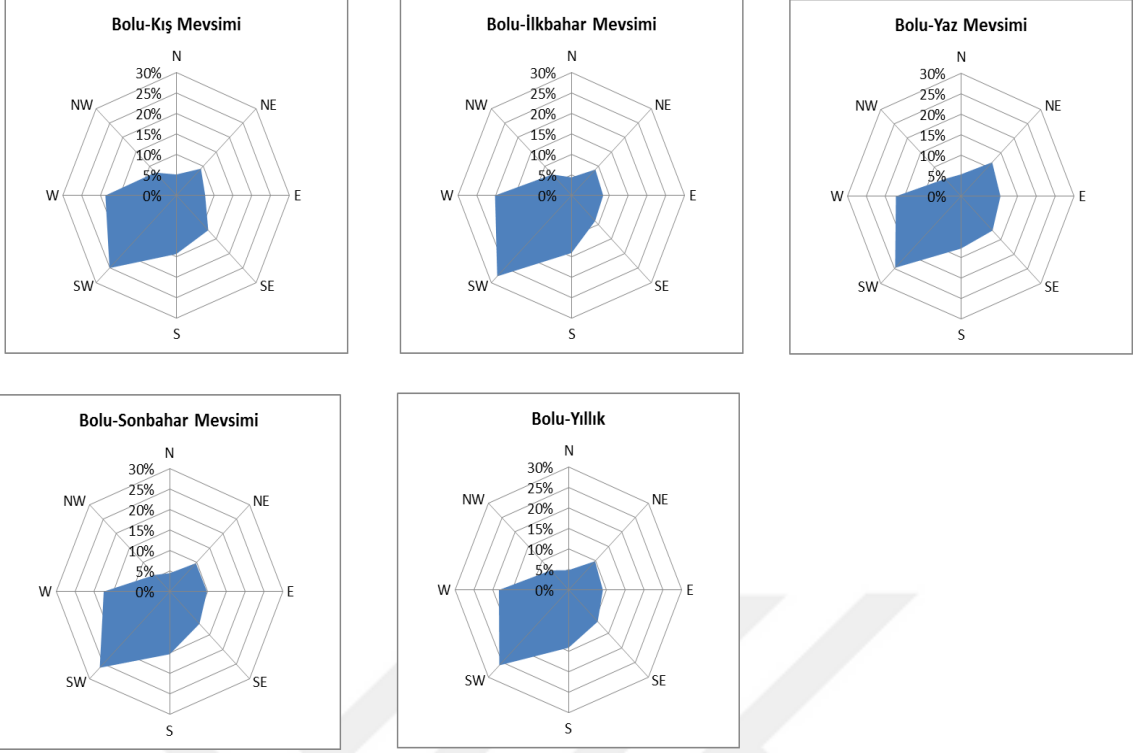 Bolu-Kış Mevsimi
N
30%
NW
25%
NE
20%
15%
10%
5%
W
0%
E
SW
SE
S
Bolu-İlkbahar Mevsimi
N
30%
NW
25%
NE
20%
15%
10%
5%
W
0%
E
SW
SE
S
Bolu-Yaz Mevsimi
N
30%
NW
25%
NE
20%
15%
10%
5%
W
0%
E
SW
SE
S
Bolu-Sonbahar Mevsimi
N
30%
NW
25%
NE
20%
15%
10%
5%
W
0%
E
SW
SE
S
Bolu-Yıllık
N
30%
NW
25%
NE
20%
15%
10%
5%
W
0%
E
SW
SE
S